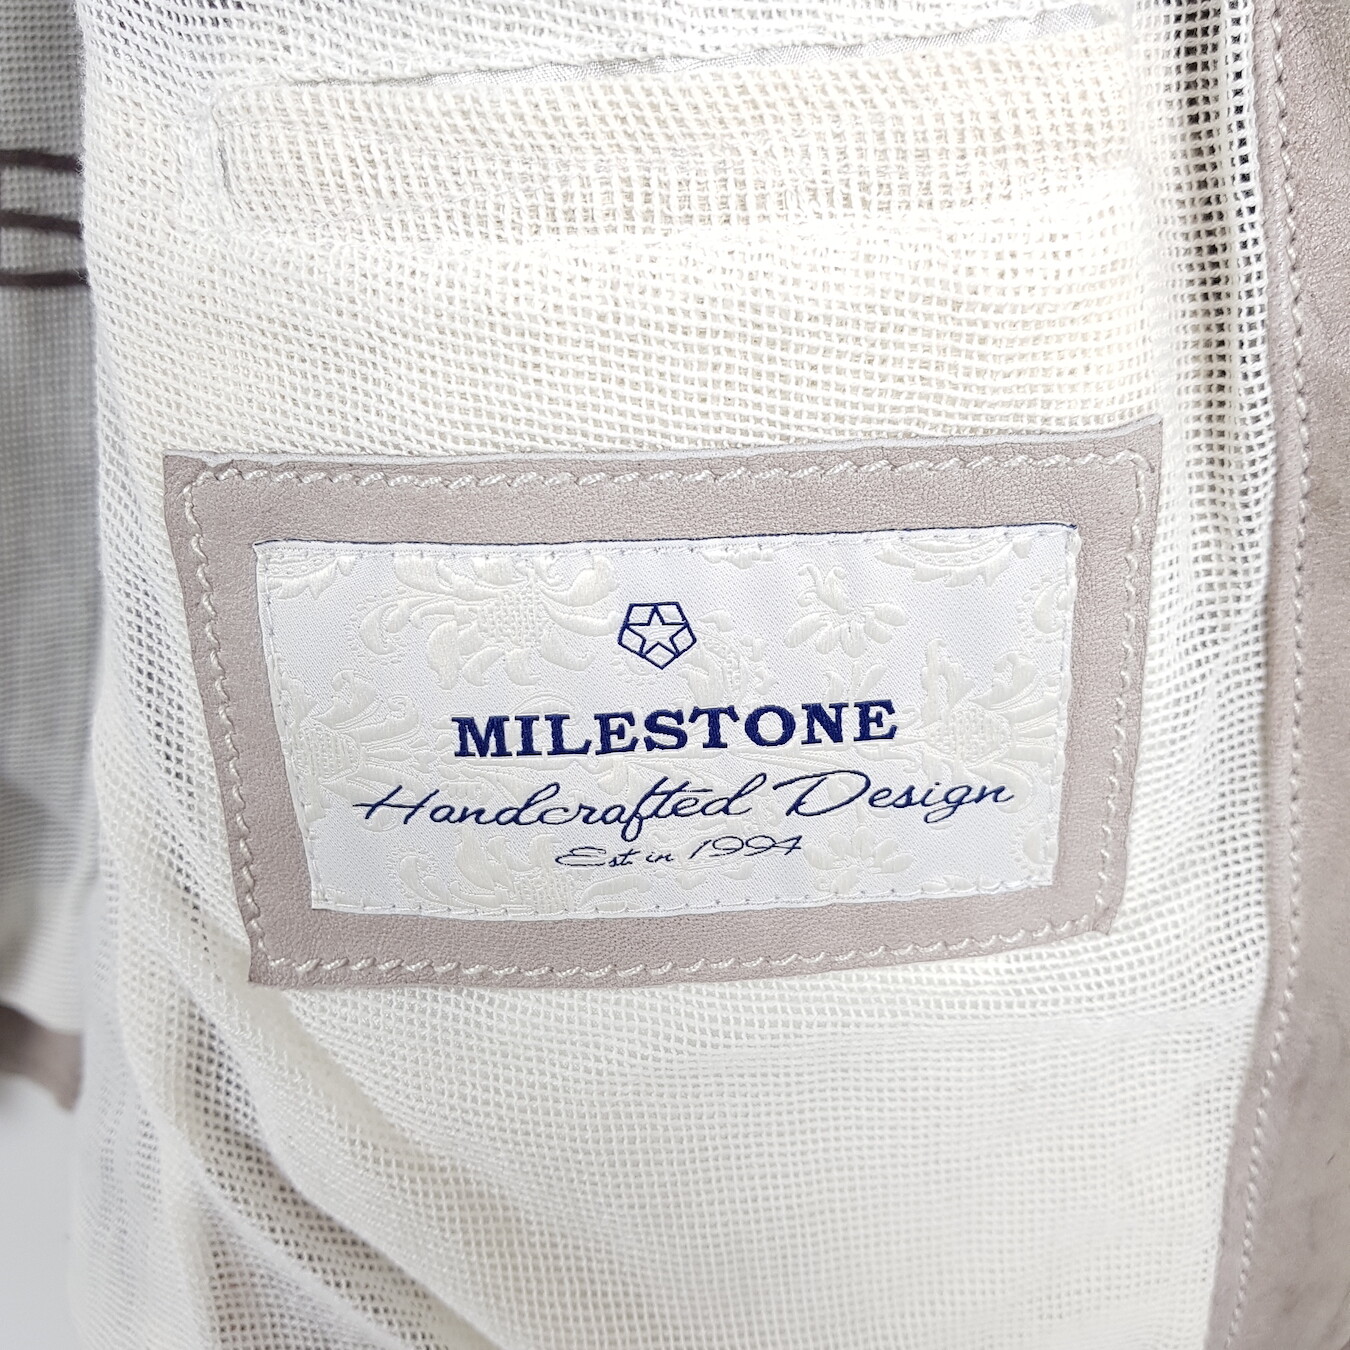 MILESTONE
Handcrafted Design
Est. in 1994